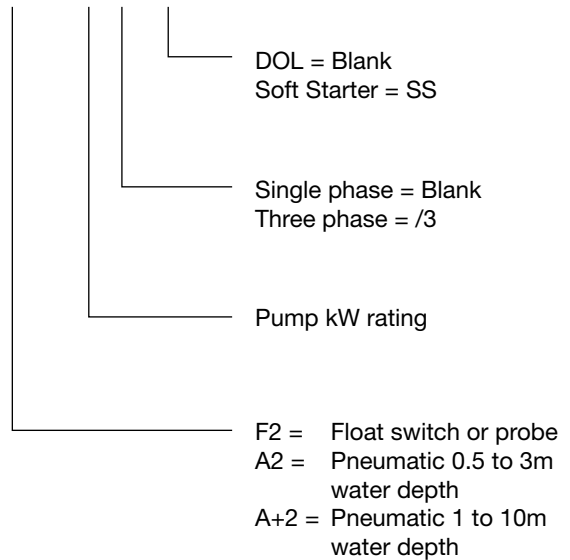 DOL = Blank
Soft Starter = SS
Single phase = Blank
Three phase = /3
Pump kW rating
F2 = Float switch or probe
A2 = Pneumatic 0.5 to 3m
water depth
A+2 = Pneumatic 1 to 10m
water depth